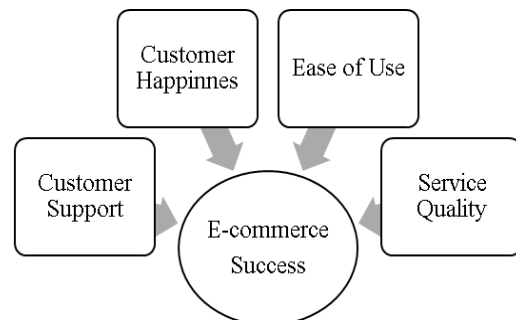 Customer
Happinnes
Ease of Use
Customer
Support
Service
Quality
E-commerce
Success